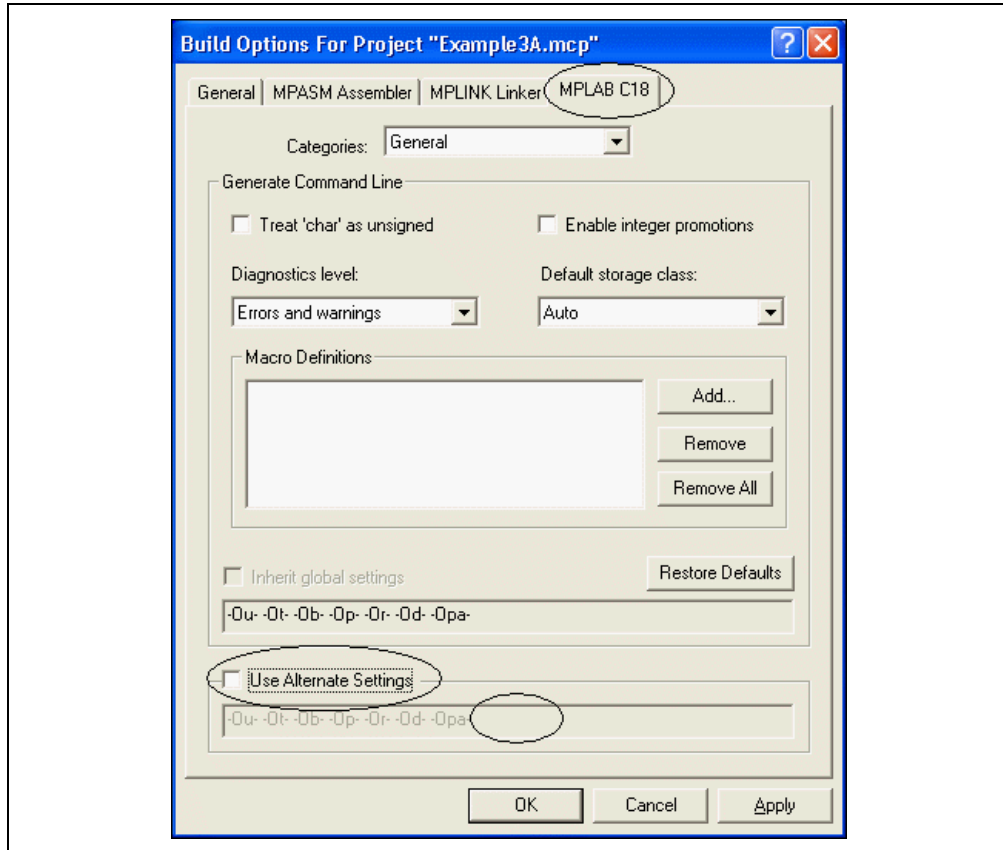 Build Options For Project "Example3A.mcp"
General MPASM Assembler MPLINK Linker MPLAB C18
Categories: General
Generate Command Line
Treat 'char' as unsigned Enable integer promotions
Diagnostics level: Default storage class:
Errors and warnings Auto
Macro Definitions
Add...
Remove
Remove All
Inherit global settings Restore Defaults
-Ou- -Ot- -Ob- -Op- -Or- -Od- -Opa-
Use Alternate Settings
-Ou- -Ot- -Ob- -Op- -Or- -Od- -Opa-
OK Cancel Apply